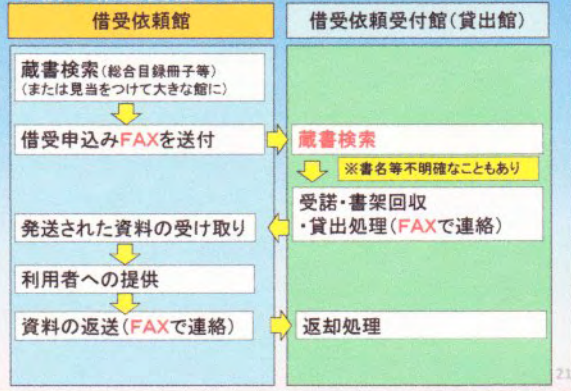 借受依頼館
借受依頼受付館(貸出館)
蔵書検索(総合目録冊子等)
(または見当をつけて大きな館に)
借受申込みFAXを送付
蔵書検索
※書名等不明確なこともあり
受諾・書架回収
・貸出処理(FAXで連絡)
発送された資料の受け取り
利用者への提供
資料の返送(FAXで連絡)
返却処理
21